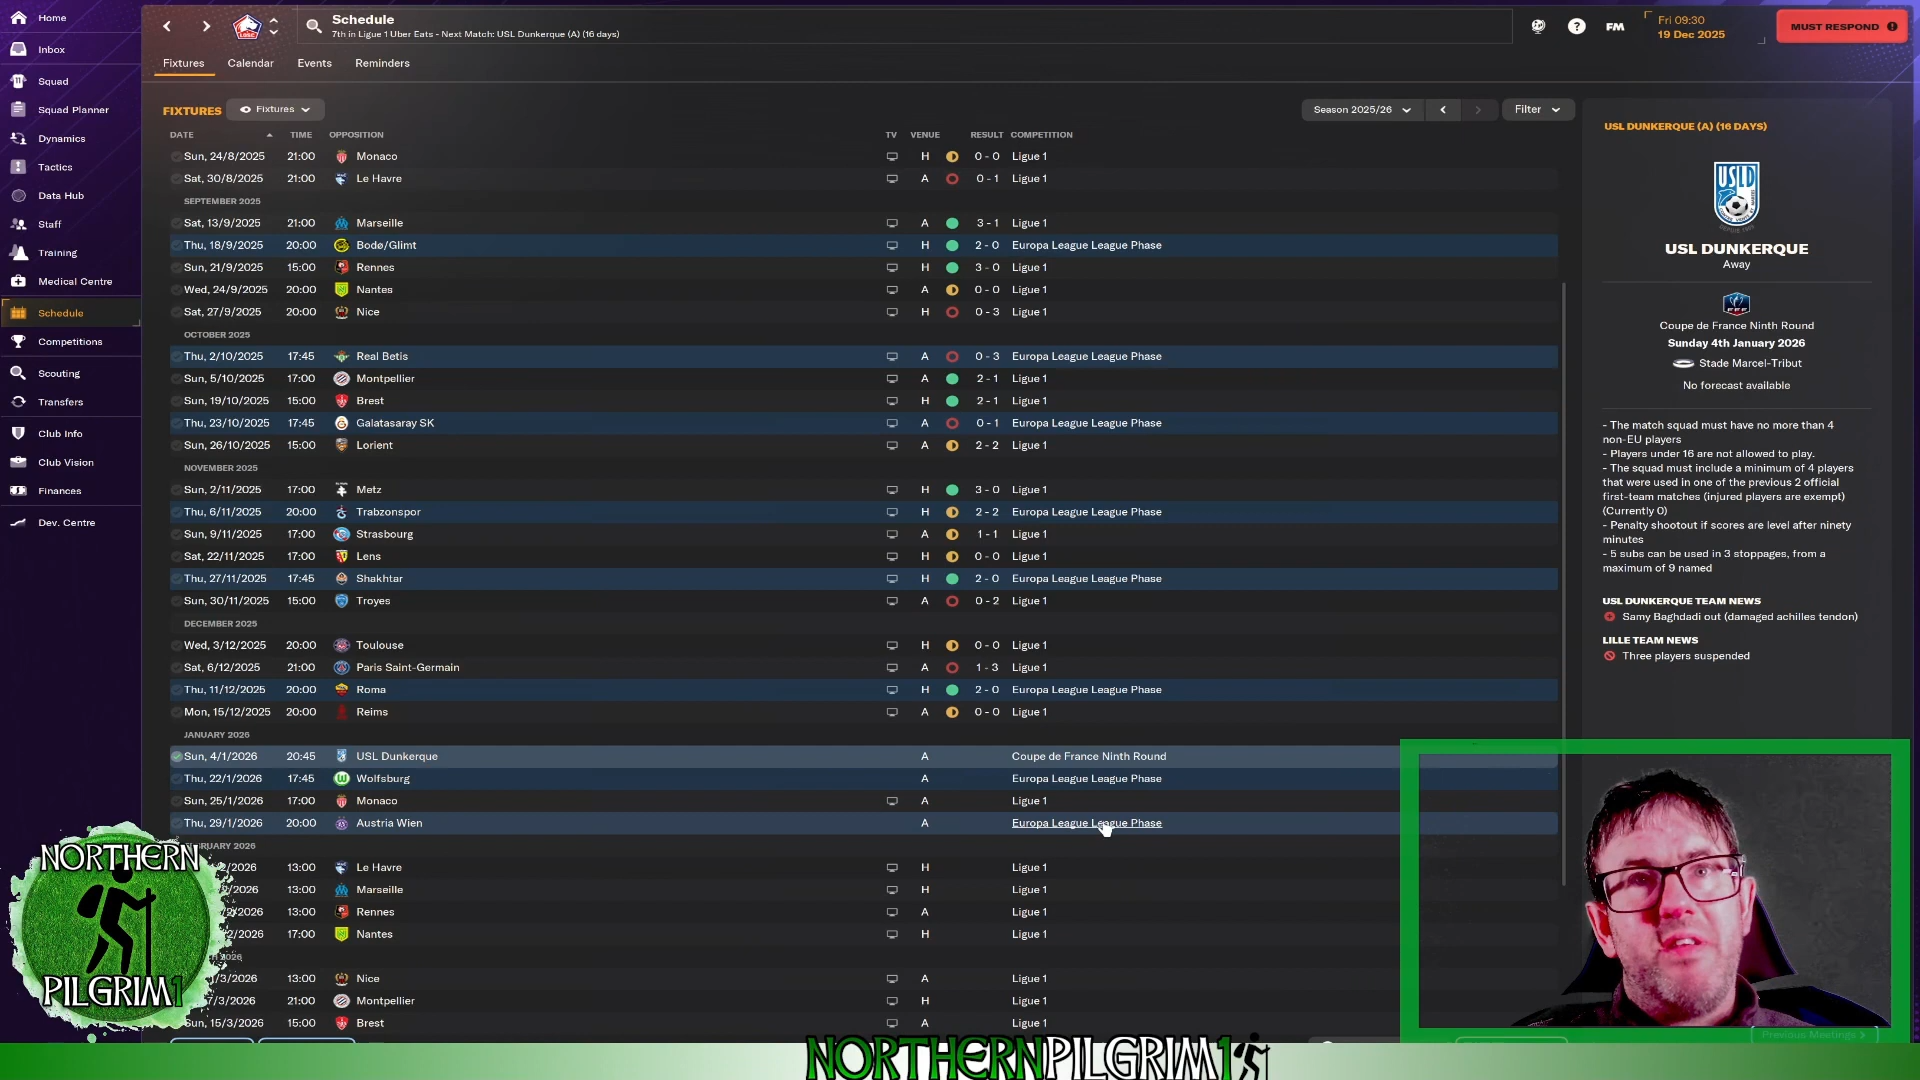 Home
Inbox
Squad
Squad Planner
Dynamics
Tactics
Data Hub
Staff
Training
Medical Centre
Schedule
Competitions
Scouting
Transfers
Club Info
Club Vision
Finances
Dev. Centre
Schedule
7th in Ligue 1 Uber Eats - Next Match: USL Dunkerque (A) (16 days)
FM
Fri 09:30
19 Dec 2025
MUST RESPOND
Fixtures Calendar Events Reminders
FIXTURES Fixtures Season 2025/26 Filter
DATE TIME OPPOSITION TV VENUE RESULT COMPETITION
Sun, 24/8/2025 21:00 Monaco H 0 - 0 Ligue 1
Sat, 30/8/2025 21:00 Le Havre A 0 - 1 Ligue 1
SEPTEMBER 2025
Sat, 13/9/2025 21:00 Marseille A 3 - 1 Ligue 1
Thu, 18/9/2025 20:00 Bodø/Glimt H 2 - 0 Europa League League Phase
Sun, 21/9/2025 15:00 Rennes H 3 - 0 Ligue 1
Wed, 24/9/2025 20:00 Nantes A 0 - 0 Ligue 1
Sat, 27/9/2025 20:00 Nice H 0 - 3 Ligue 1
OCTOBER 2025
Thu, 2/10/2025 17:45 Real Betis A 0 - 3 Europa League League Phase
Sun, 5/10/2025 17:00 Montpellier A 2 - 1 Ligue 1
Sun, 19/10/2025 15:00 Brest H 2 - 1 Ligue 1
Thu, 23/10/2025 17:45 Galatasaray SK A 0 - 1 Europa League League Phase
Sun, 26/10/2025 15:00 Lorient A 2 - 2 Ligue 1
NOVEMBER 2025
Sun, 2/11/2025 17:00 Metz H 3 - 0 Ligue 1
Thu, 6/11/2025 20:00 Trabzonspor H 2 - 2 Europa League League Phase
Sun, 9/11/2025 17:00 Strasbourg A 1 - 1 Ligue 1
Sat, 22/11/2025 17:00 Lens H 0 - 0 Ligue 1
Thu, 27/11/2025 17:45 Shakhtar H 2 - 0 Europa League League Phase
Sun, 30/11/2025 15:00 Troyes A 0 - 2 Ligue 1
DECEMBER 2025
Wed, 3/12/2025 20:00 Toulouse H 0 - 0 Ligue 1
Sat, 6/12/2025 21:00 Paris Saint-Germain A 1 - 3 Ligue 1
Thu, 11/12/2025 20:00 Roma H 2 - 0 Europa League League Phase
Mon, 15/12/2025 20:00 Reims A 0 - 0 Ligue 1
JANUARY 2026
Sun, 4/1/2026 20:45 USL Dunkerque A Coupe de France Ninth Round
Thu, 22/1/2026 17:45 Wolfsburg A Europa League League Phase
Sun, 25/1/2026 17:00 Monaco A Ligue 1
Thu, 29/1/2026 20:00 Austria Wien A Europa League League Phase
2026
/2026 13:00 Le Havre H Ligue 1
/2026 13:00 Marseille H Ligue 1
/2026 13:00 Rennes A Ligue 1
2/2026 17:00 Nantes H Ligue 1
2026
/3/2026 13:00 Nice A Ligue 1
/3/2026 21:00 Montpellier H Ligue 1
Sun, 15/3/2026 15:00 Brest A Ligue 1
USL DUNKERQUE (A) (16 DAYS)
USLD
DEPUIS 1909
USL DUNKERQUE
Away
FFF
Coupe de France Ninth Round
Sunday 4th January 2026
Stade Marcel-Tribut
No forecast available
- The match squad must have no more than 4
non-EU players
- Players under 16 are not allowed to play.
- The squad must include a minimum of 4 players
that were used in one of the previous 2 official
first-team matches (injured players are exempt)
(Currently 0)
- Penalty shootout if scores are level after ninety
minutes
- 5 subs can be used in 3 stoppages, from a
maximum of 9 named
USL DUNKERQUE TEAM NEWS
Samy Baghdadi out (damaged achilles tendon)
LILLE TEAM NEWS
Three players suspended
Previous Meetings >
NORTHERN
PILGRIM1
NORTHERNPILGRIM1